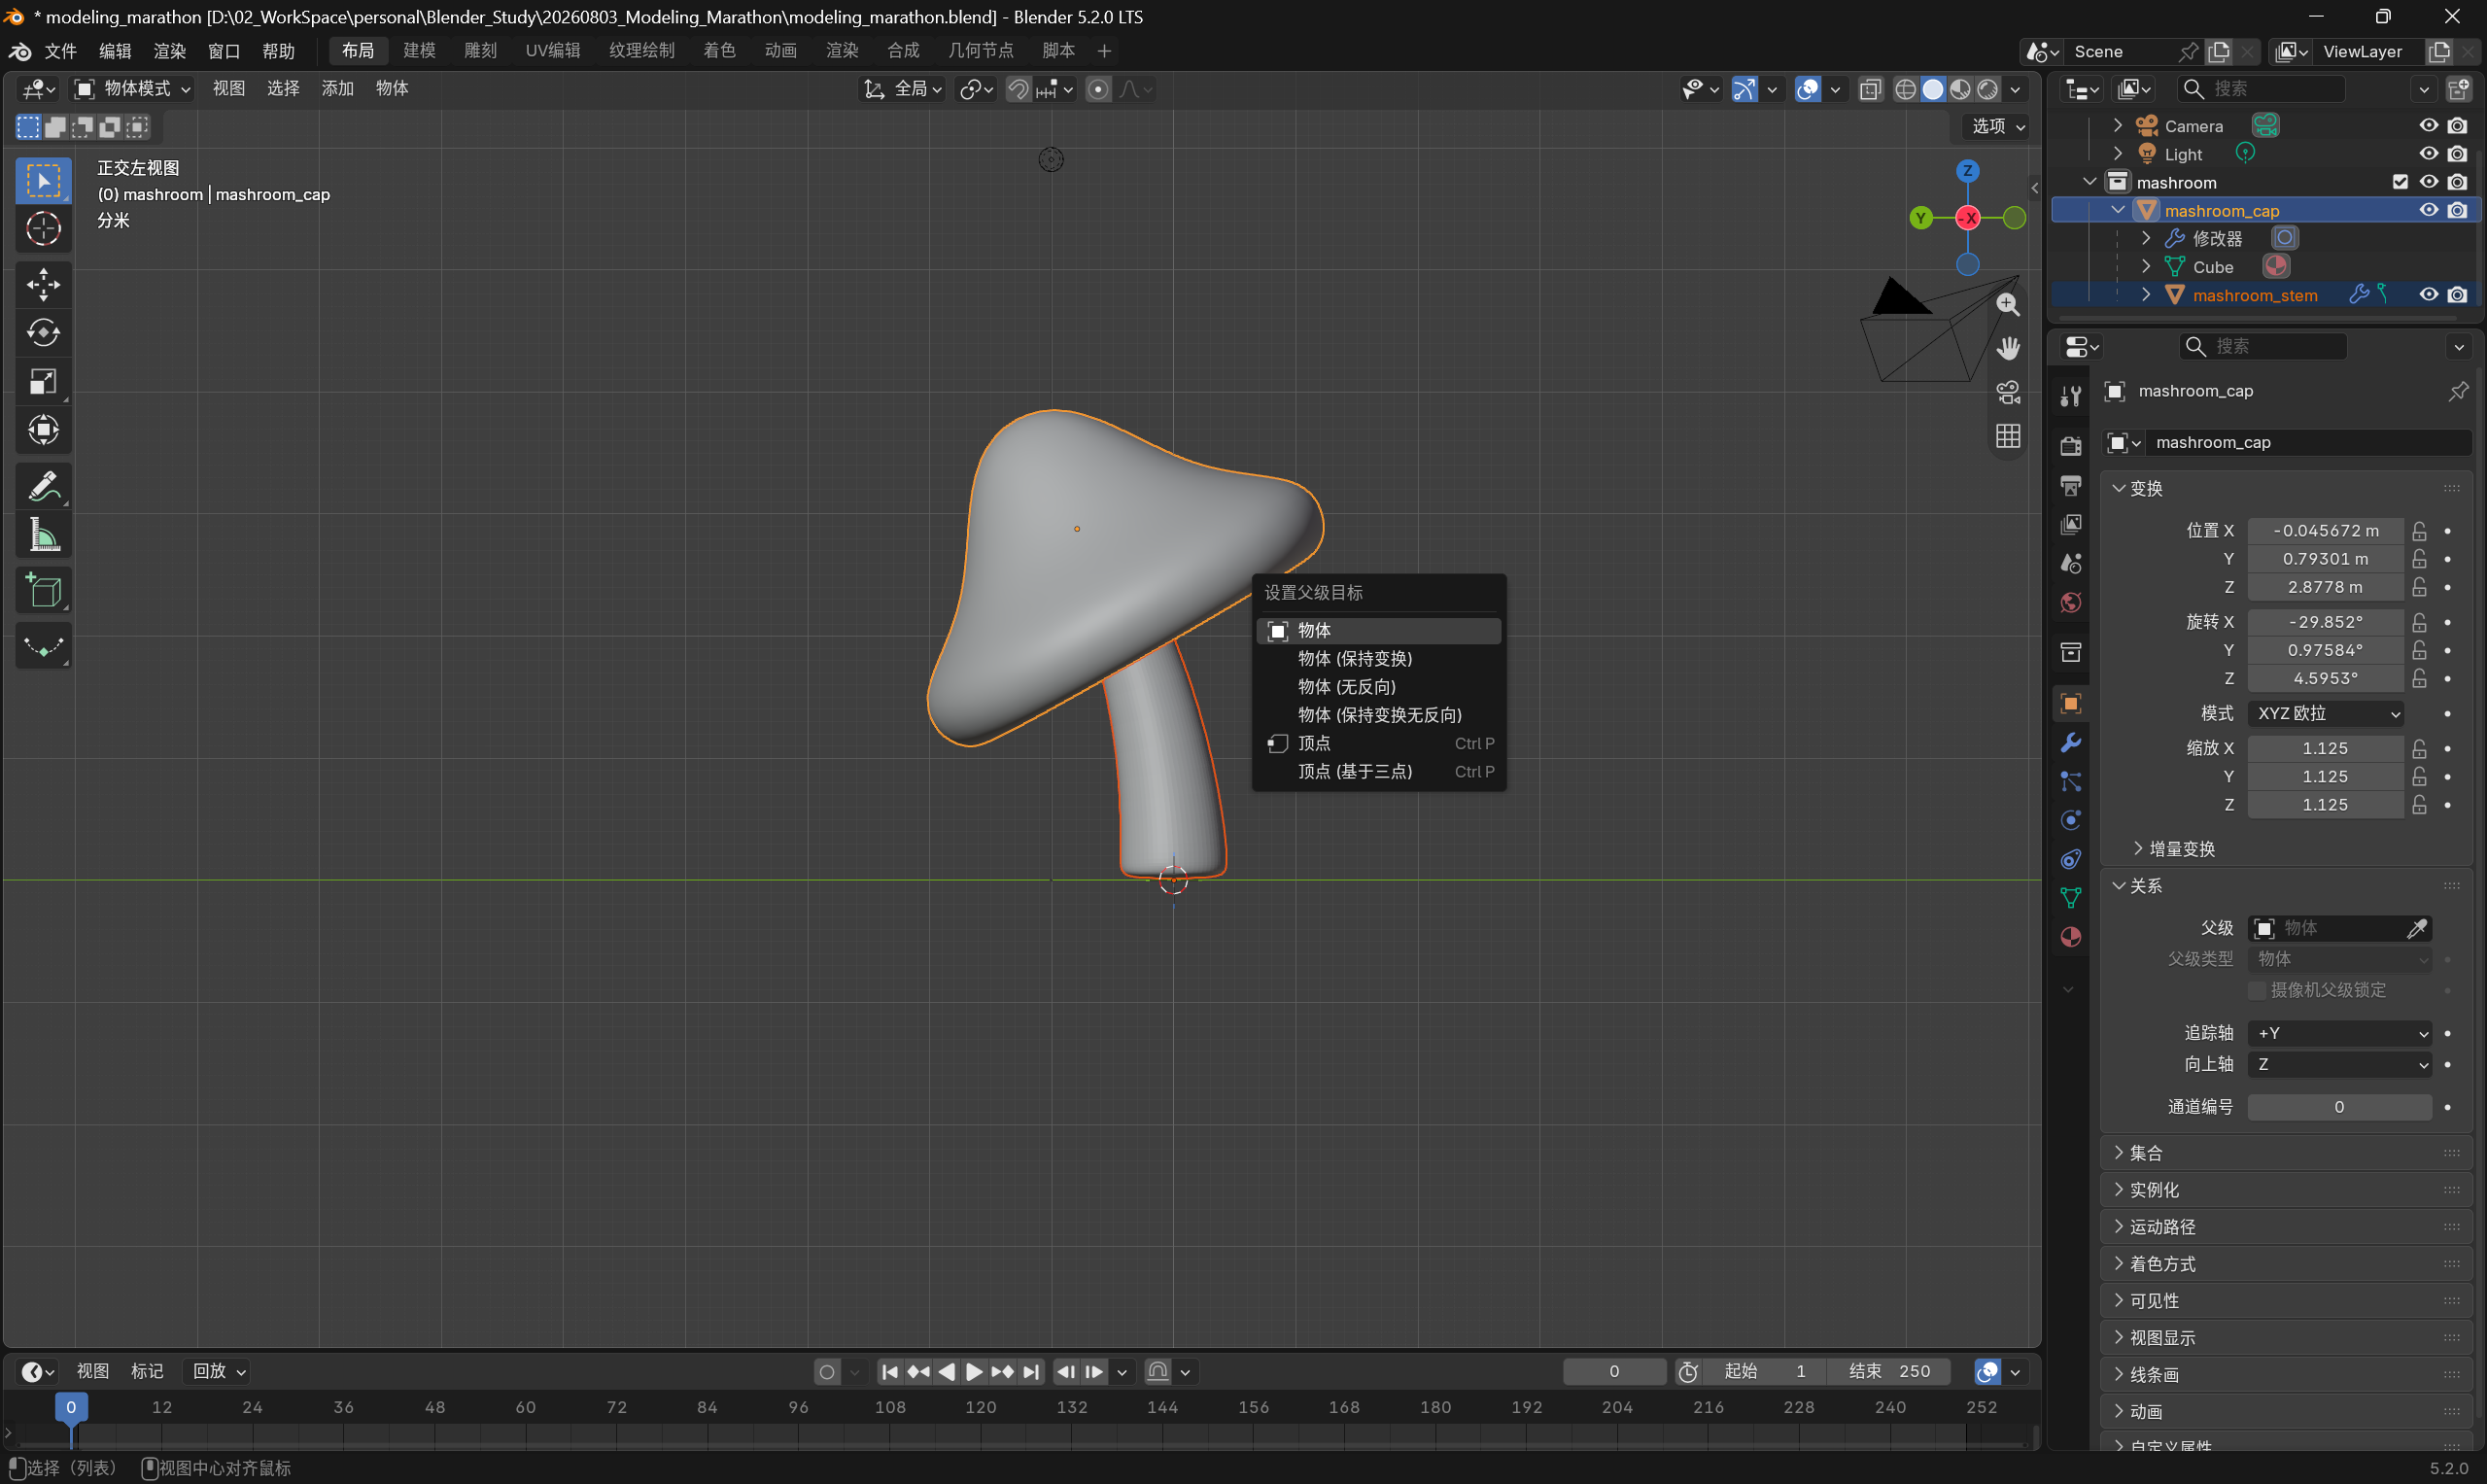 * modeling_marathon [D:\02_WorkSpace\personal\Blender_Study\20260803_Modeling_Marathon\modeling_marathon.blend] - Blender 5.2.0 LTS
文件 编辑 渲染 窗口 帮助 布局 建模 雕刻 UV编辑 纹理绘制 着色 动画 渲染 合成 几何节点 脚本 + Scene ViewLayer
物体模式 视图 选择 添加 物体 全局 搜索
选项
正交左视图
(0) mashroom | mashroom_cap
分米
Z
Y -X
Camera
Light
mashroom
mashroom_cap
修改器
Cube
mashroom_stem
设置父级目标
物体
物体 (保持变换)
物体 (无反向)
物体 (保持变换无反向)
顶点 Ctrl P
顶点 (基于三点) Ctrl P
搜索
mashroom_cap
mashroom_cap
变换
位置 X -0.045672 m
Y 0.79301 m
Z 2.8778 m
旋转 X -29.852°
Y 0.97584°
Z 4.5953°
模式 XYZ 欧拉
缩放 X 1.125
Y 1.125
Z 1.125
增量变换
关系
父级 物体
父级类型 物体
摄像机父级锁定
追踪轴 +Y
向上轴 Z
通道编号 0
集合
实例化
运动路径
着色方式
可见性
视图显示
线条画
动画
自定义属性
视图 标记 回放 0 起始 1 结束 250
0 12 24 36 48 60 72 84 96 108 120 132 144 156 168 180 192 204 216 228 240 252
选择（列表） 视图中心对齐鼠标 5.2.0